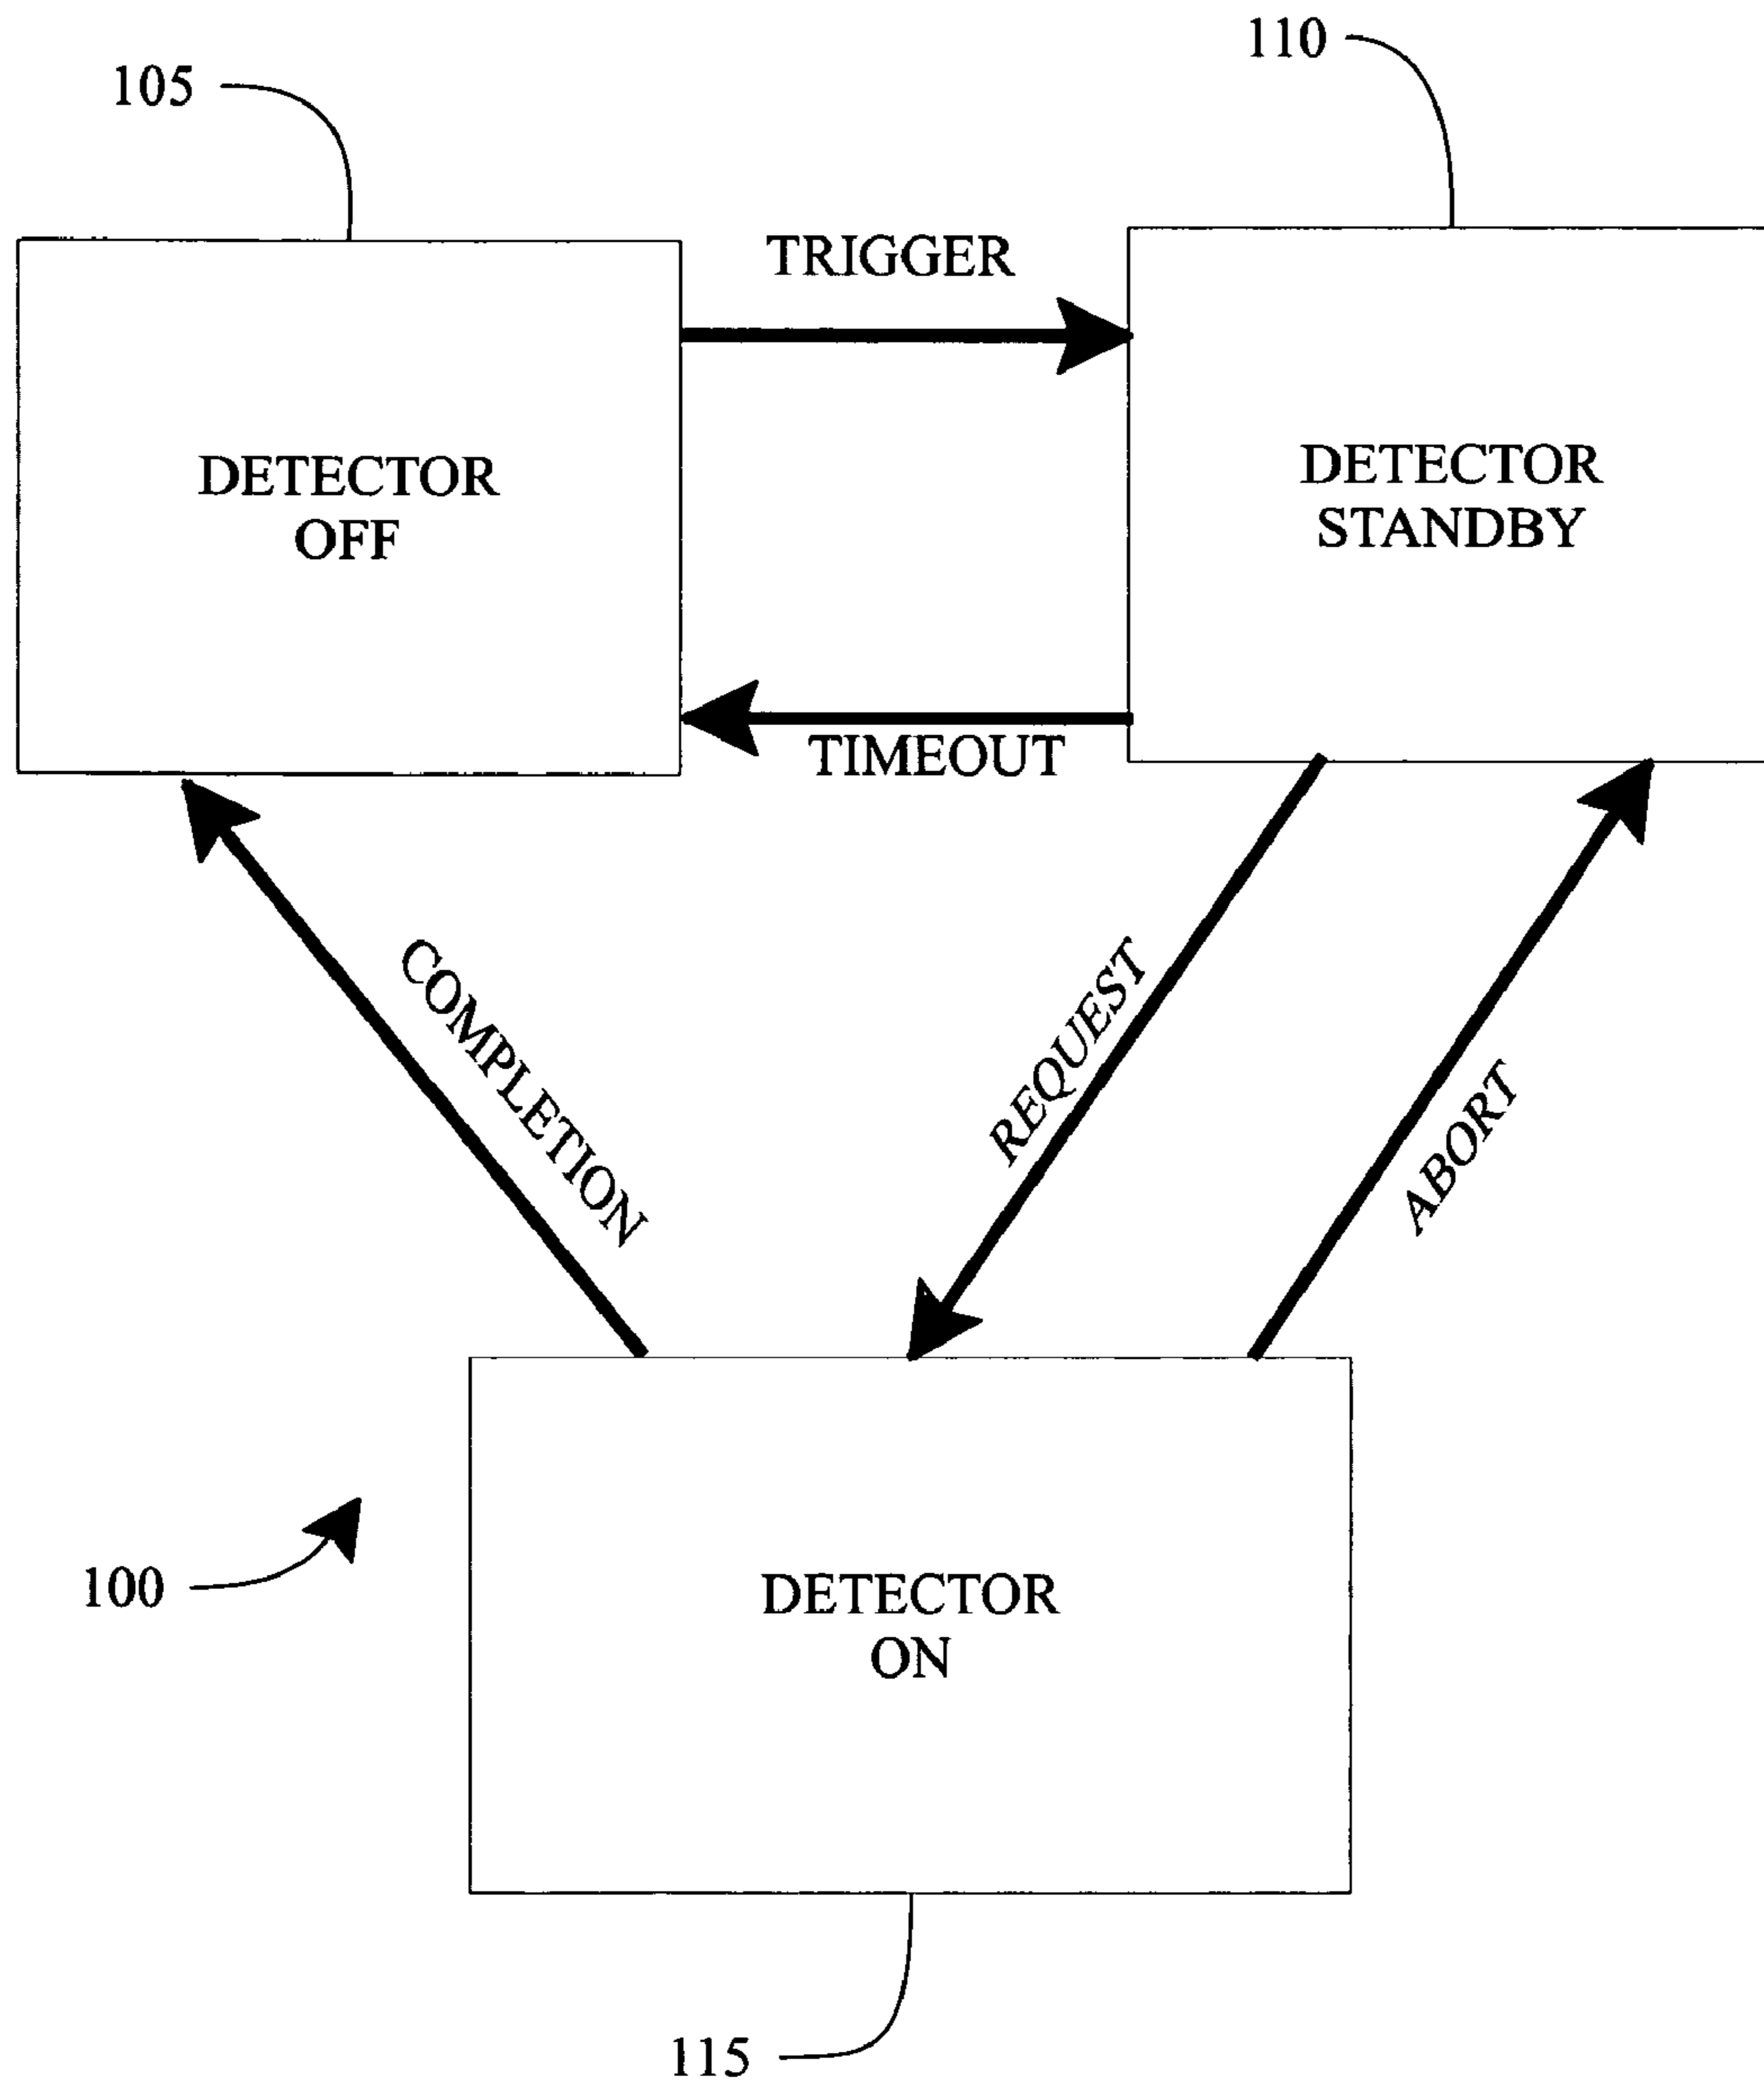 110
105
TRIGGER
DETECTOR
OFF
DETECTOR
STANDBY
TIMEOUT
COMPLETION
REQUEST
ABORT
100
DETECTOR
ON
115